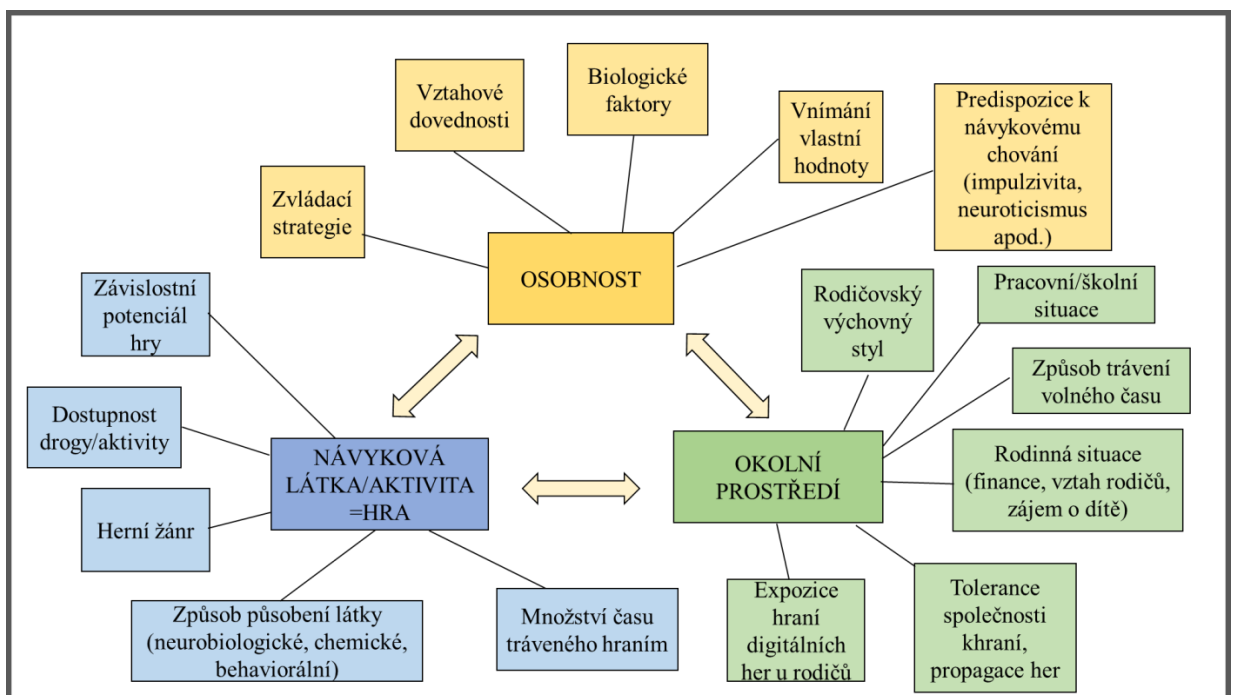 Vztahové
dovednosti
Biologické
faktory
Vnímání
vlastní
hodnoty
Predispozice k
návykovému
chování
(impulzivita,
neuroticismus
apod.)
Zvládací
strategie
OSOBNOST
Závislostní
potenciál
hry
Rodičovský
výchovný
styl
Pracovní/školní
situace
Způsob trávení
volného času
Dostupnost
drogy/aktivity
NÁVYKOVÁ
LÁTKA/AKTIVITA
=HRA
OKOLNÍ
PROSTŘEDÍ
Rodinná situace
(finance, vztah rodičů,
zájem o dítě)
Herní žánr
Způsob působení látky
(neurobiologické, chemické,
behaviorální)
Množství času
tráveného hraním
Expozice
hraní
digitálních
her u rodičů
Tolerance
společnosti
khraní,
propagace her